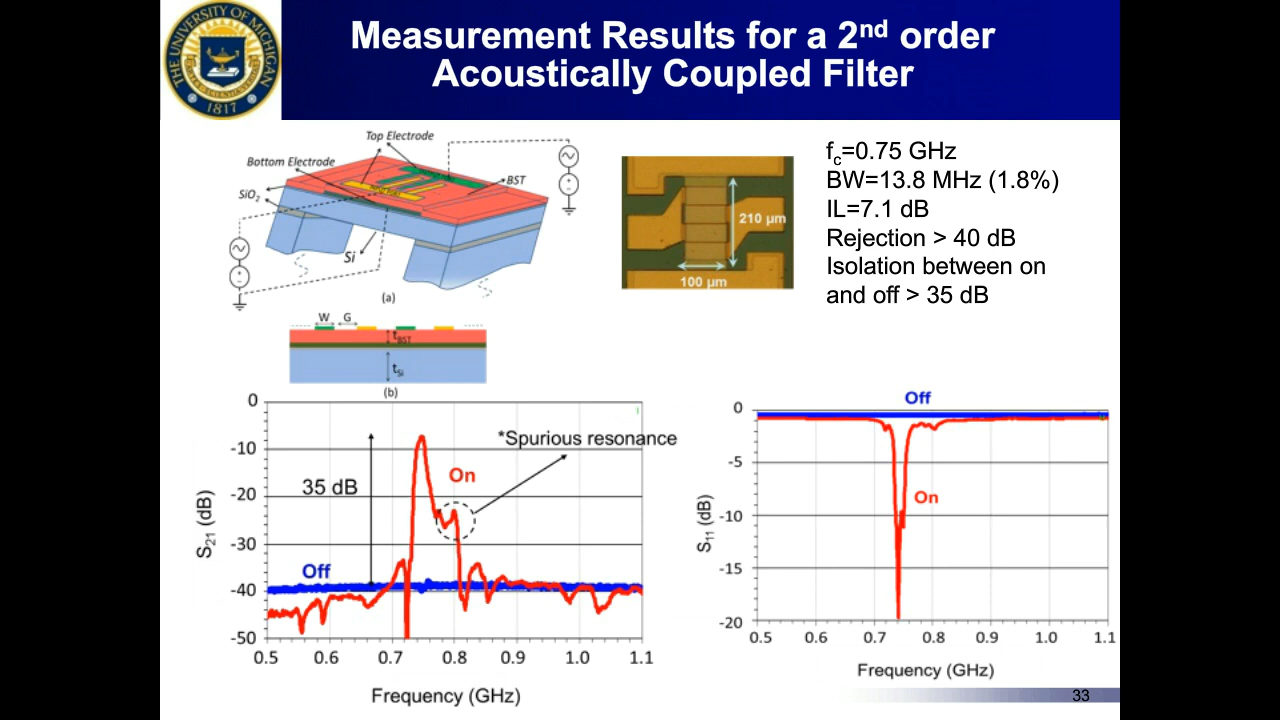 THE UNIVERSITY OF MICHIGAN
1817
Measurement Results for a 2nd order
Acoustically Coupled Filter
Top Electrode
Bottom Electrode
SiO2
BST
Si
(a)
W G
tBST
tSi
(b)
210 µm
100 µm
fc=0.75 GHz
BW=13.8 MHz (1.8%)
IL=7.1 dB
Rejection > 40 dB
Isolation between on
and off > 35 dB
0
-10
-20
-30
-40
-50
S21 (dB)
*Spurious resonance
On
35 dB
Off
0.5 0.6 0.7 0.8 0.9 1.0 1.1
Frequency (GHz)
Off
0
-5
-10
-15
-20
S11 (dB)
On
0.5 0.6 0.7 0.8 0.9 1.0 1.1
Frequency (GHz)
33